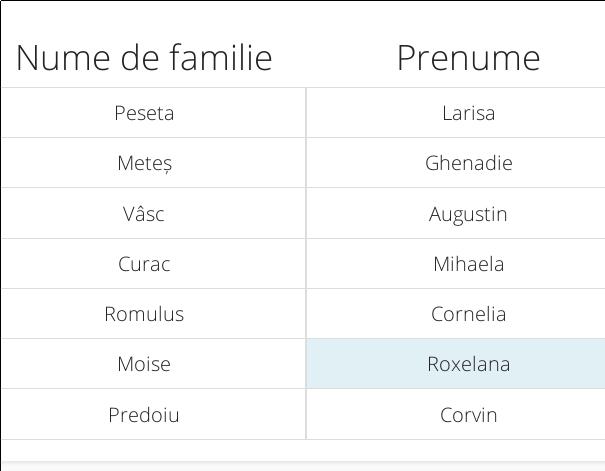 Nume de familie Prenume
Peseta Larisa
Meteș Ghenadie
Vâsc Augustin
Curac Mihaela
Romulus Cornelia
Moise Roxelana
Predoiu Corvin